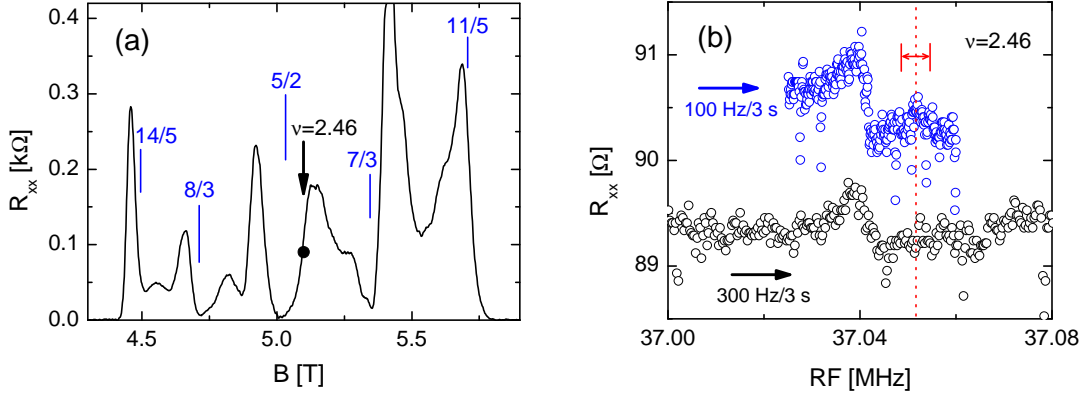 (a)
R_xx [kΩ]
0.4
0.3
0.2
0.1
0.0
14/5
8/3
5/2
ν=2.46
7/3
11/5
4.5
5.0
5.5
B [T]
(b)
ν=2.46
R_xx [Ω]
91
90
89
100 Hz/3 s
300 Hz/3 s
37.00
37.04
37.08
RF [MHz]